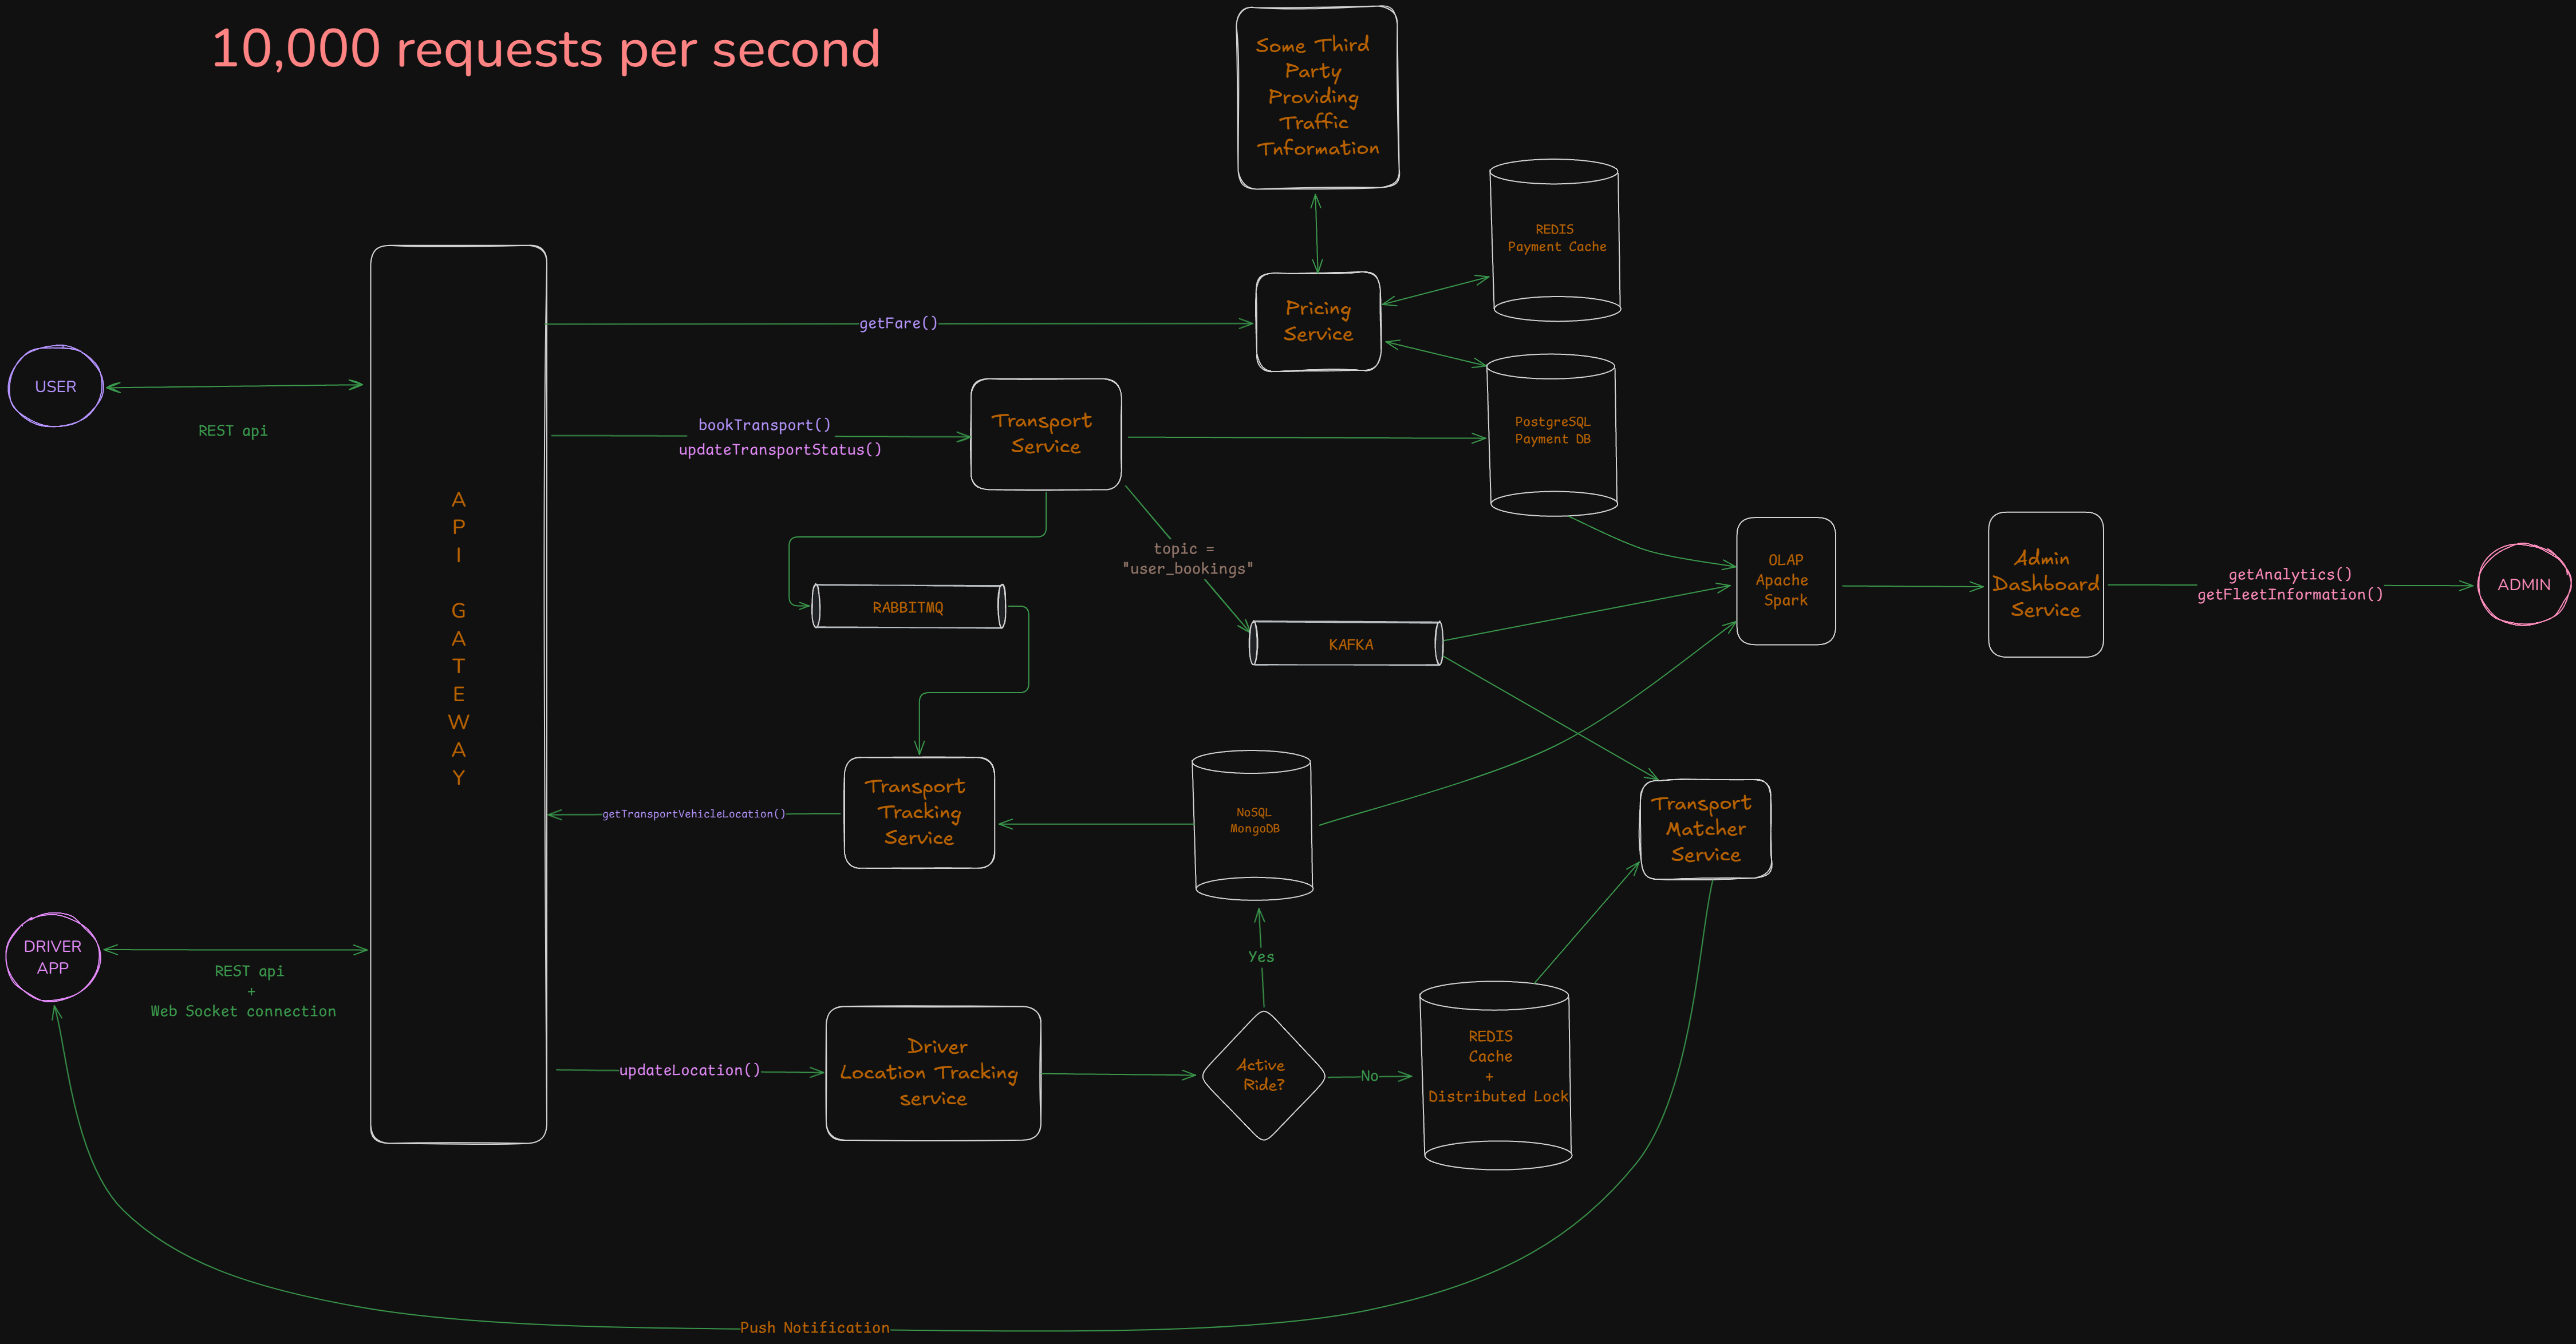 10,000 requests per second
Some Third
Party
Providing
Traffic
Tnformation
REDIS
Payment Cache
getFare()
Pricing
Service
USER
REST api
bookTransport()
updateTransportStatus()
Transport
Service
PostgreSQL
Payment DB
A
P
I
G
A
T
E
W
A
Y
topic =
"user_bookings"
RABBITMQ
KAFKA
OLAP
Apache
Spark
Admin
Dashboard
Service
getAnalytics()
getFleetInformation()
ADMIN
getTransportVehicleLocation()
Transport
Tracking
Service
NoSQL
MongoDB
Transport
Matcher
Service
DRIVER
APP
REST api
+
Web Socket connection
Yes
updateLocation()
Driver
Location Tracking
service
Active
Ride?
No
REDIS
Cache
+
Distributed Lock
Push Notification